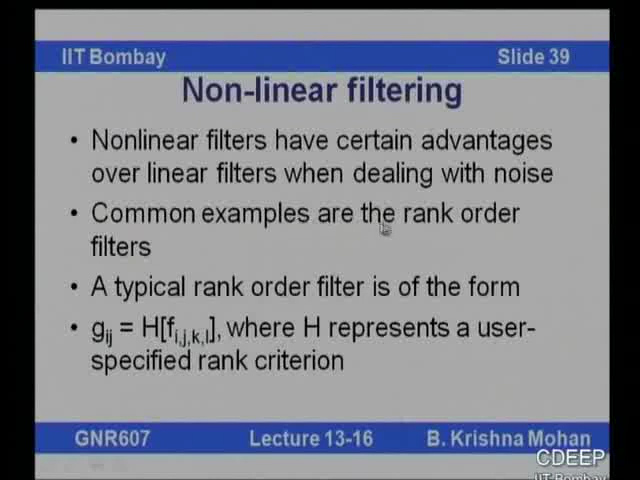 IIT Bombay Slide 39
Non-linear filtering
• Nonlinear filters have certain advantages
over linear filters when dealing with noise
• Common examples are the rank order
filters
• A typical rank order filter is of the form
• gij = H[fi,j,k,l], where H represents a user-
specified rank criterion
GNR607 Lecture 13-16 B. Krishna Mohan
CDEEP
IIT Bombay